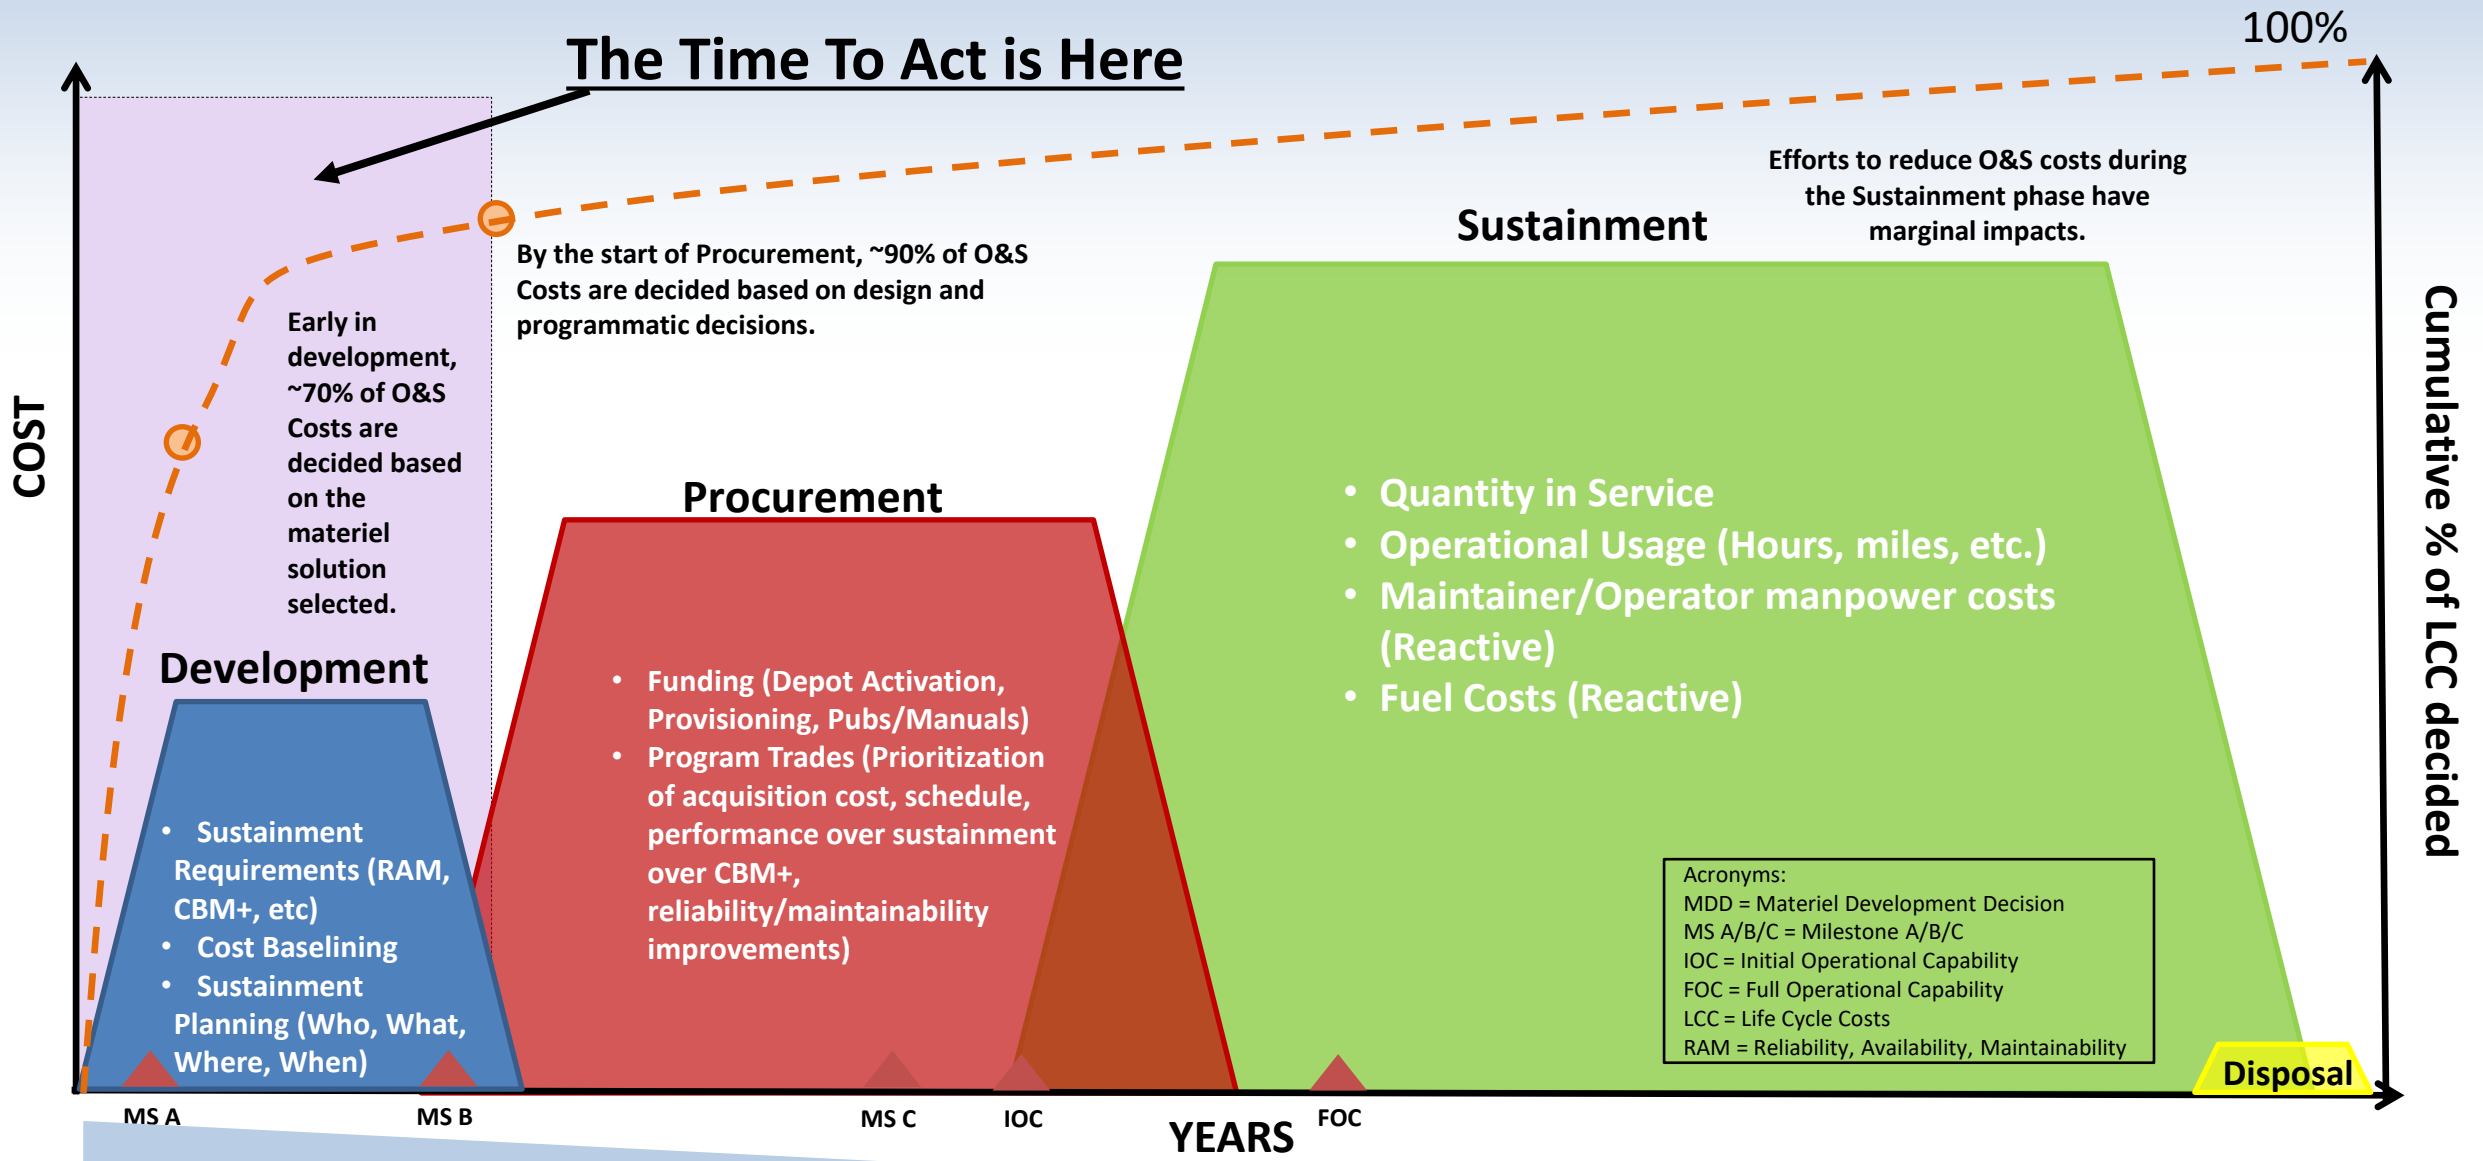 100%
The Time To Act is Here
Efforts to reduce O&S costs during
the Sustainment phase have
marginal impacts.
Sustainment
By the start of Procurement, ~90% of O&S
Costs are decided based on design and
programmatic decisions.
Early in
development,
~70% of O&S
Costs are
decided based
on the
materiel
solution
selected.
COST
Cumulative % of LCC decided
Procurement
• Quantity in Service
• Operational Usage (Hours, miles, etc.)
• Maintainer/Operator manpower costs
(Reactive)
• Fuel Costs (Reactive)
Development
• Funding (Depot Activation,
Provisioning, Pubs/Manuals)
• Program Trades (Prioritization
of acquisition cost, schedule,
performance over sustainment
over CBM+,
reliability/maintainability
improvements)
• Sustainment
Requirements (RAM,
CBM+, etc)
• Cost Baselining
• Sustainment
Planning (Who, What,
Where, When)
Acronyms:
MDD = Materiel Development Decision
MS A/B/C = Milestone A/B/C
IOC = Initial Operational Capability
FOC = Full Operational Capability
LCC = Life Cycle Costs
RAM = Reliability, Availability, Maintainability
Disposal
MS A
MS B
MS C
IOC
FOC
YEARS